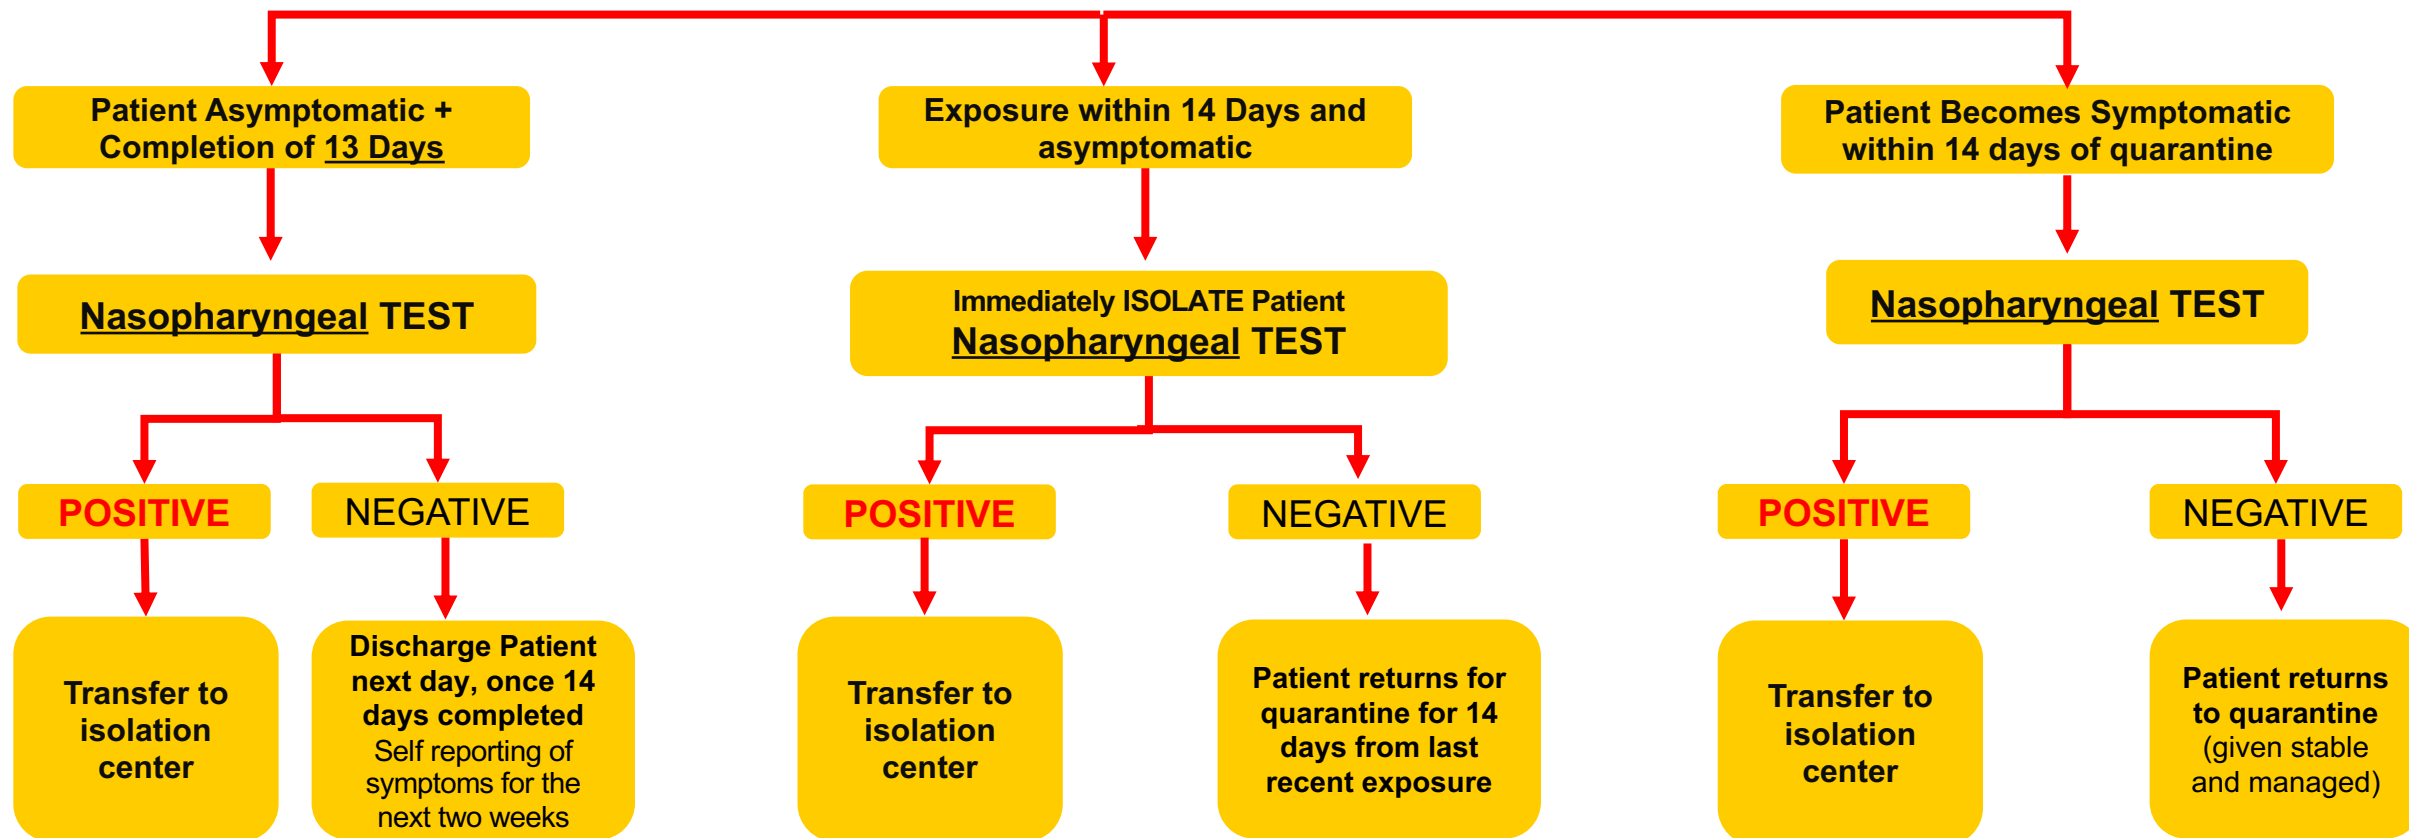 Patient Asymptomatic +
Completion of 13 Days
Exposure within 14 Days and
asymptomatic
Patient Becomes Symptomatic
within 14 days of quarantine
Nasopharyngeal TEST
Immediately ISOLATE Patient
Nasopharyngeal TEST
Nasopharyngeal TEST
POSITIVE
NEGATIVE
POSITIVE
NEGATIVE
POSITIVE
NEGATIVE
Transfer to
isolation
center
Discharge Patient
next day, once 14
days completed
Self reporting of
symptoms for the
next two weeks
Transfer to
isolation
center
Patient returns for
quarantine for 14
days from last
recent exposure
Transfer to
isolation
center
Patient returns
to quarantine
(given stable
and managed)